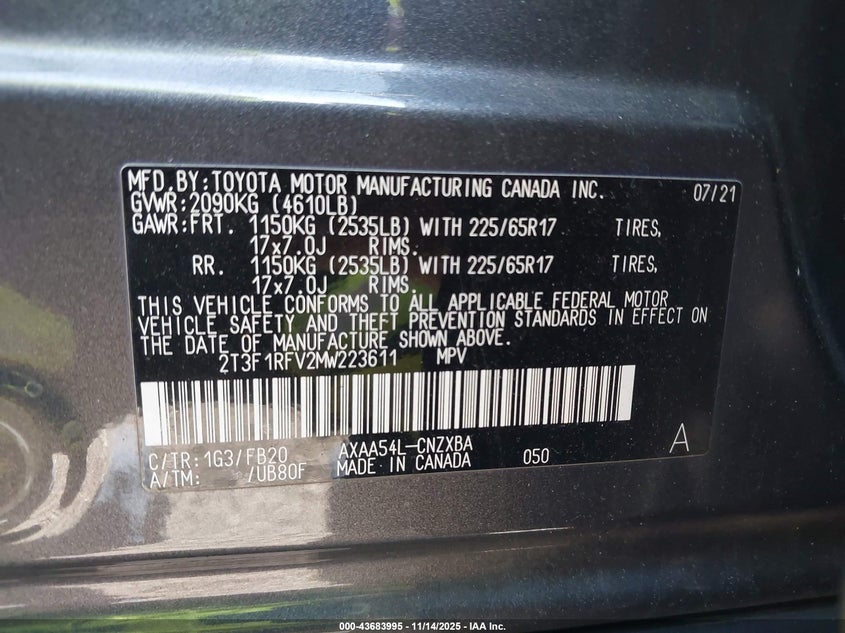 MFD.BY:TOYOTA MOTOR MANUFACTURING CANADA INC. 07/21
GVWR:2090KG (4610LB)
GAWR:FRT. 1150KG (2535LB) WITH 225/65R17 TIRES,
17x7.0J RIMS.
RR. 1150KG (2535LB) WITH 225/65R17 TIRES,
17x7.0J RIMS.
THIS VEHICLE CONFORMS TO ALL APPLICABLE FEDERAL MOTOR
VEHICLE SAFETY AND THEFT PREVENTION STANDARDS IN EFFECT ON
THE DATE OF MANUFACTURE SHOWN ABOVE.
2T3F1RFV2MW223611 MPV
C/TR:1G3/FB20 AXAA54L-CNZXBA A
A/TM: /UB80F MADE IN CANADA 050
000-43683995 - 11/14/2025 - IAA Inc.